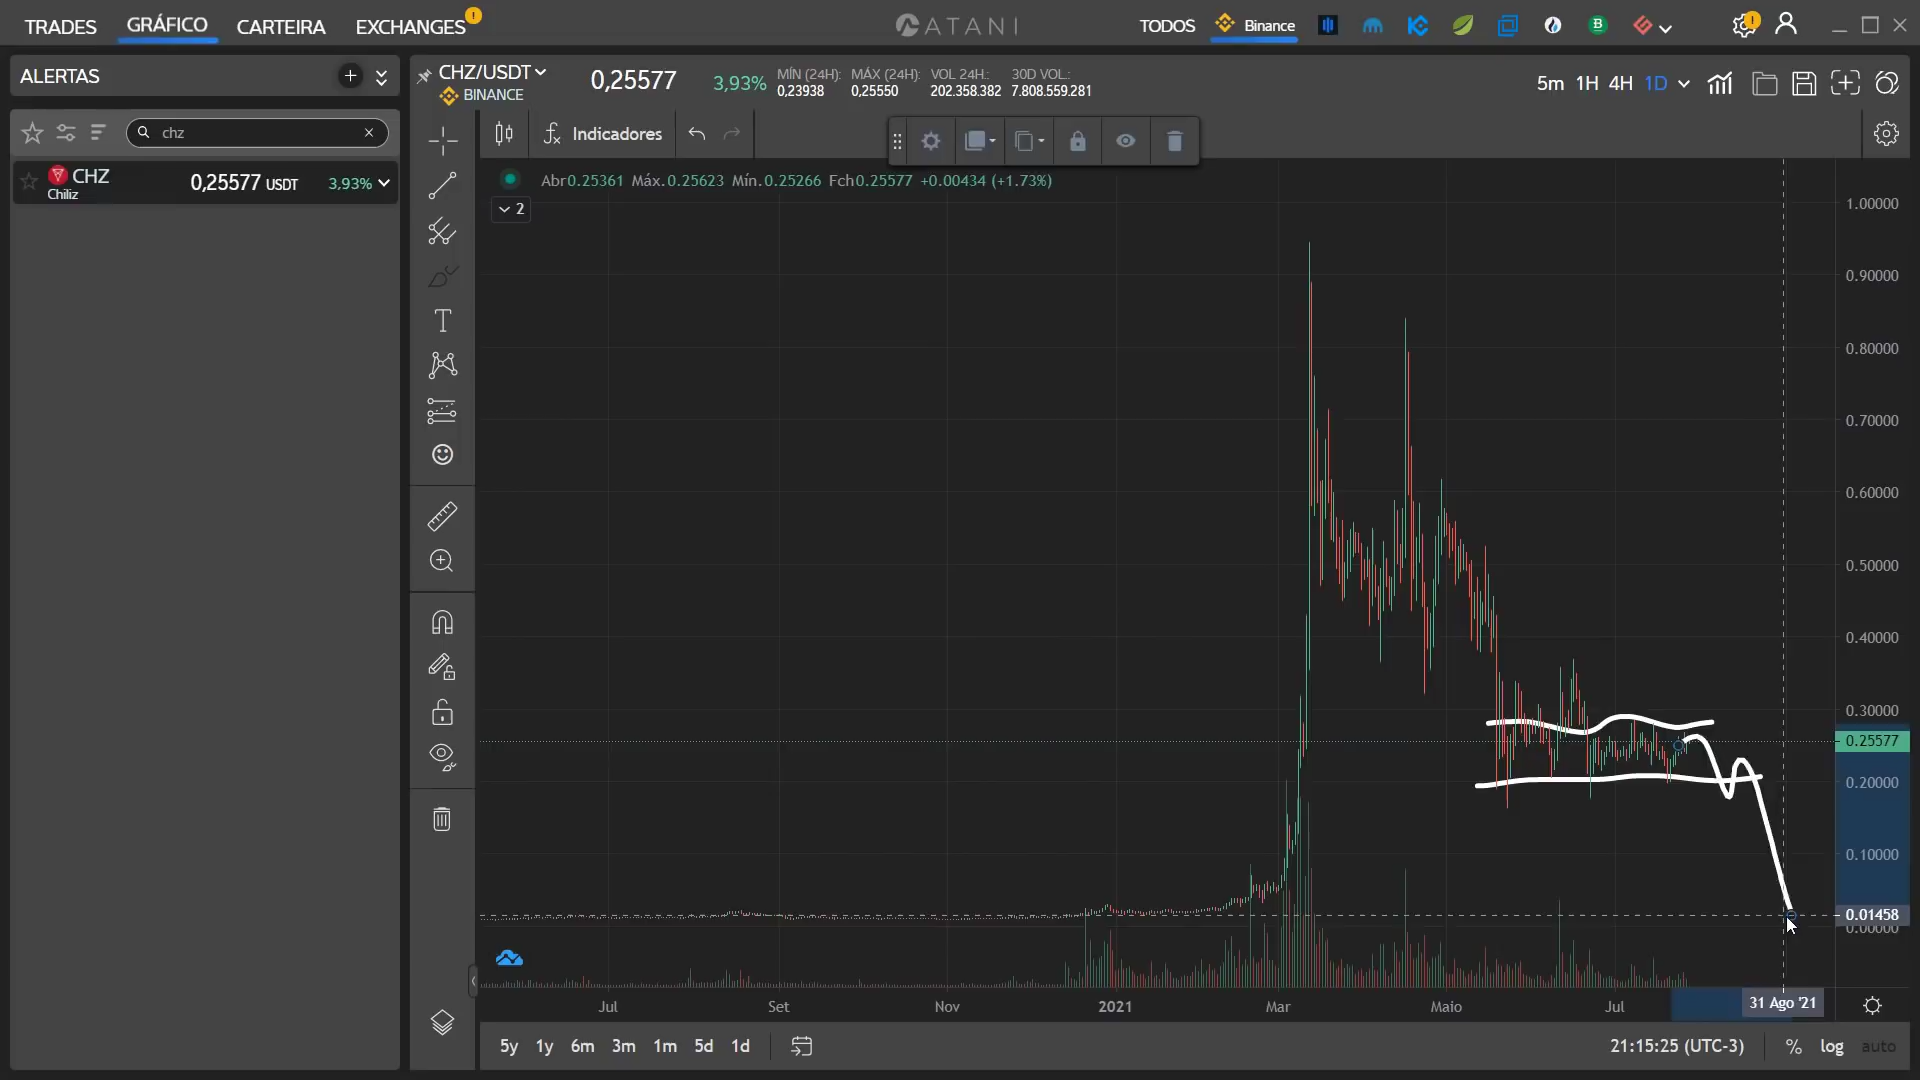 TRADES GRÁFICO CARTEIRA EXCHANGES !
ATANI
TODOS Binance
ALERTAS
chz
CHZ 0,25577 USDT 3,93%
Chiliz
CHZ/USDT 0,25577 3,93% MÍN (24H): MÁX (24H): VOL 24H.: 30D VOL.:
BINANCE 0,23938 0,25550 202.358.382 7.808.559.281
5m 1H 4H 1D
Indicadores
Abr0.25361 Máx.0.25623 Mín.0.25266 Fch0.25577 +0.00434 (+1.73%)
2
1.00000
0.90000
0.80000
0.70000
0.60000
0.50000
0.40000
0.30000
0.25577
0.20000
0.10000
0.01458
0.00000
Jul Set Nov 2021 Mar Maio Jul 31 Ago '21
5y 1y 6m 3m 1m 5d 1d 21:15:25 (UTC-3) % log auto